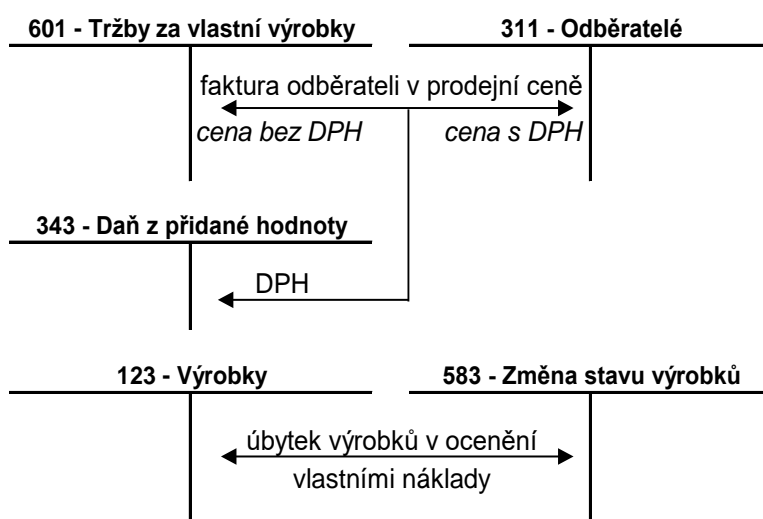 601 - Tržby za vlastní výrobky
311 - Odběratelé
faktura odběrateli v prodejní ceně
cena bez DPH
cena s DPH
343 - Daň z přidané hodnoty
DPH
123 - Výrobky
583 - Změna stavu výrobků
úbytek výrobků v ocenění
vlastními náklady